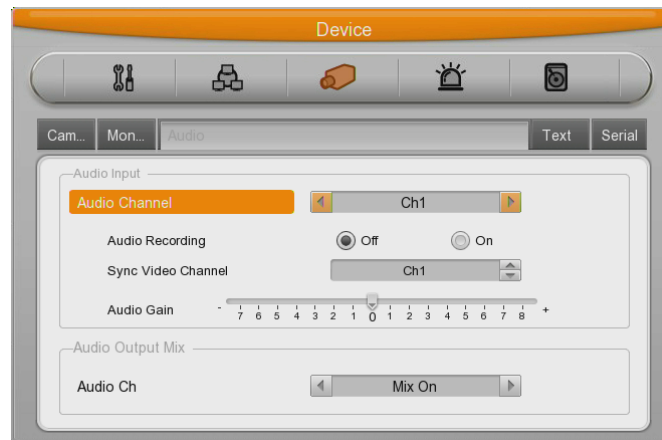 Device
Cam... Mon... Audio Text Serial
Audio Input
Audio Channel Ch1
Audio Recording Off On
Sync Video Channel Ch1
Audio Gain - 7 6 5 4 3 2 1 0 1 2 3 4 5 6 7 8 +
Audio Output Mix
Audio Ch Mix On